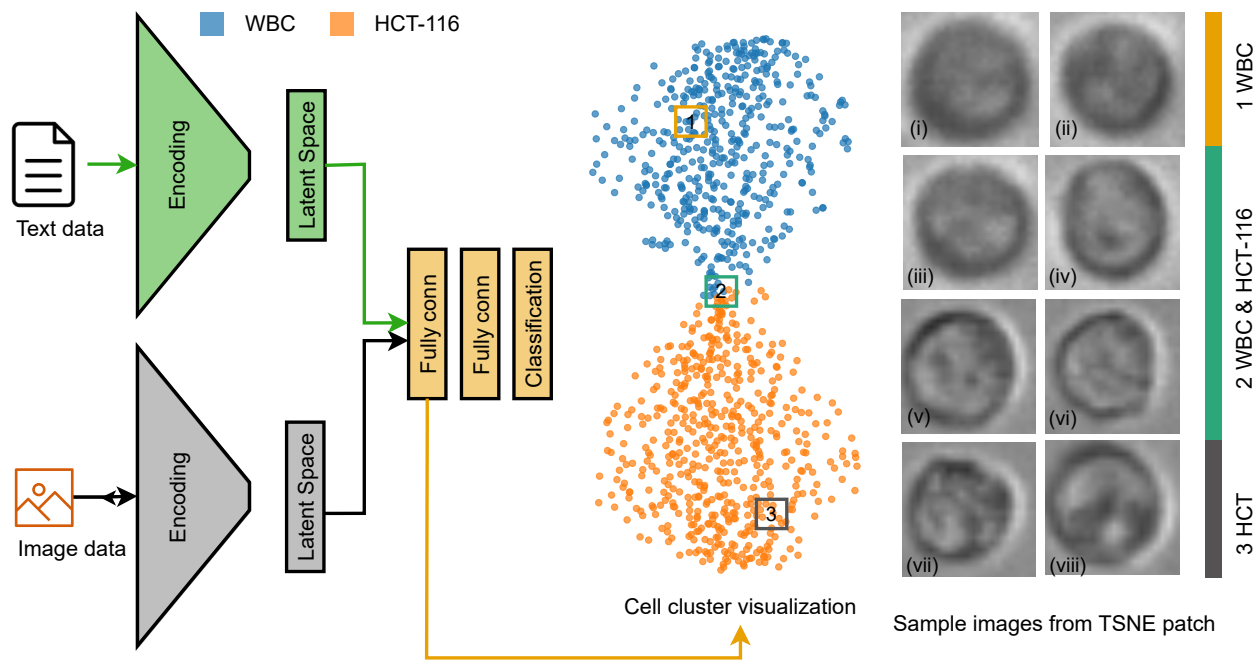 WBC
HCT-116
Text data
Encoding
Latent Space
Image data
Encoding
Latent Space
Fully conn
Fully conn
Classification
1
2
3
Cell cluster visualization
(i)
(ii)
(iii)
(iv)
(v)
(vi)
(vii)
(viii)
1 WBC
2 WBC & HCT-116
3 HCT
Sample images from TSNE patch